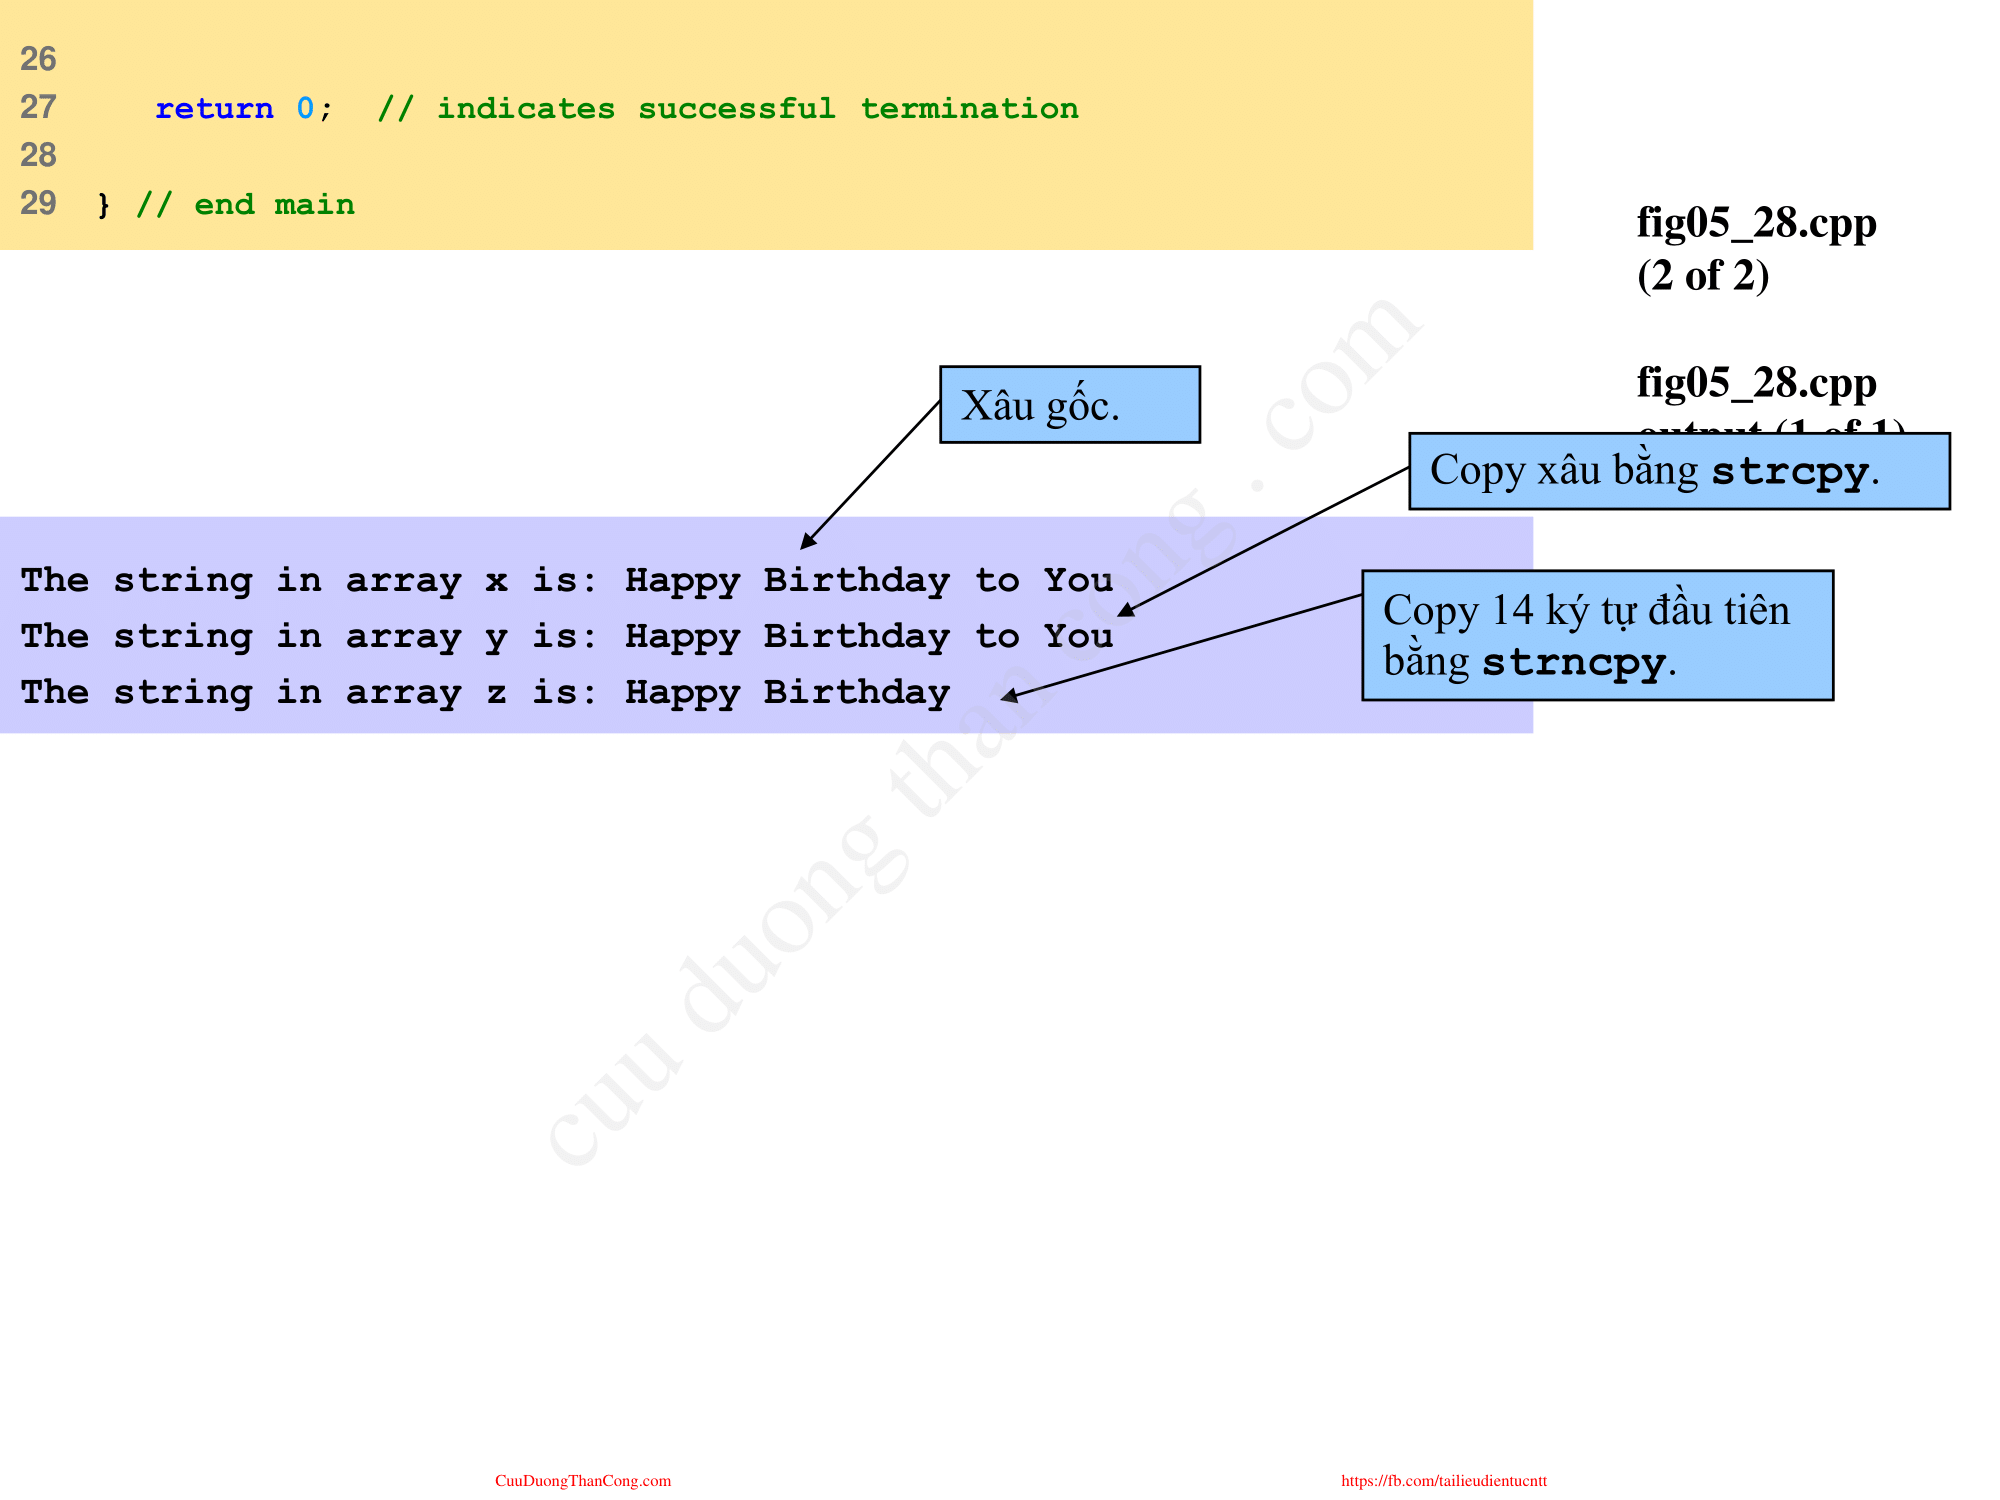 26
27 return 0; // indicates successful termination
28
29 } // end main
fig05_28.cpp
(2 of 2)
fig05_28.cpp
output (1 of 1)
Xâu gốc.
Copy xâu bằng strcpy.
The string in array x is: Happy Birthday to You
The string in array y is: Happy Birthday to You
The string in array z is: Happy Birthday
Copy 14 ký tự đầu tiên
bằng strncpy.
cuu duong than cong . com
CuuDuongThanCong.com
https://fb.com/tailieudientucntt